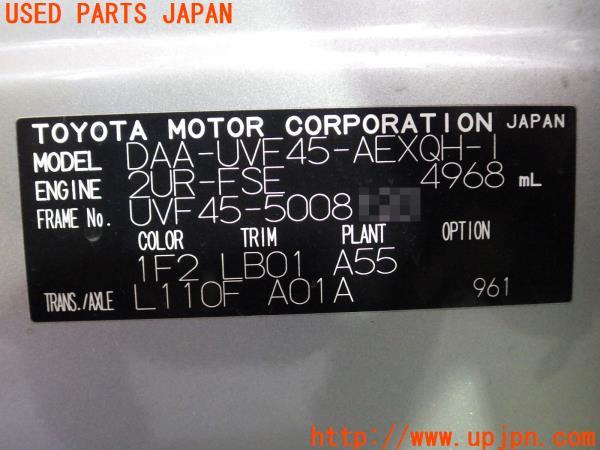 USED PARTS JAPAN
TOYOTA MOTOR CORPORATION JAPAN
MODEL DAA-UVF45-AEXQH-I
ENGINE 2UR-FSE 4968 mL
FRAME No. UVF45-5008
COLOR TRIM PLANT OPTION
1F2 LB01 A55
TRANS./AXLE L110F A01A 961
http://www.upjpn.com/